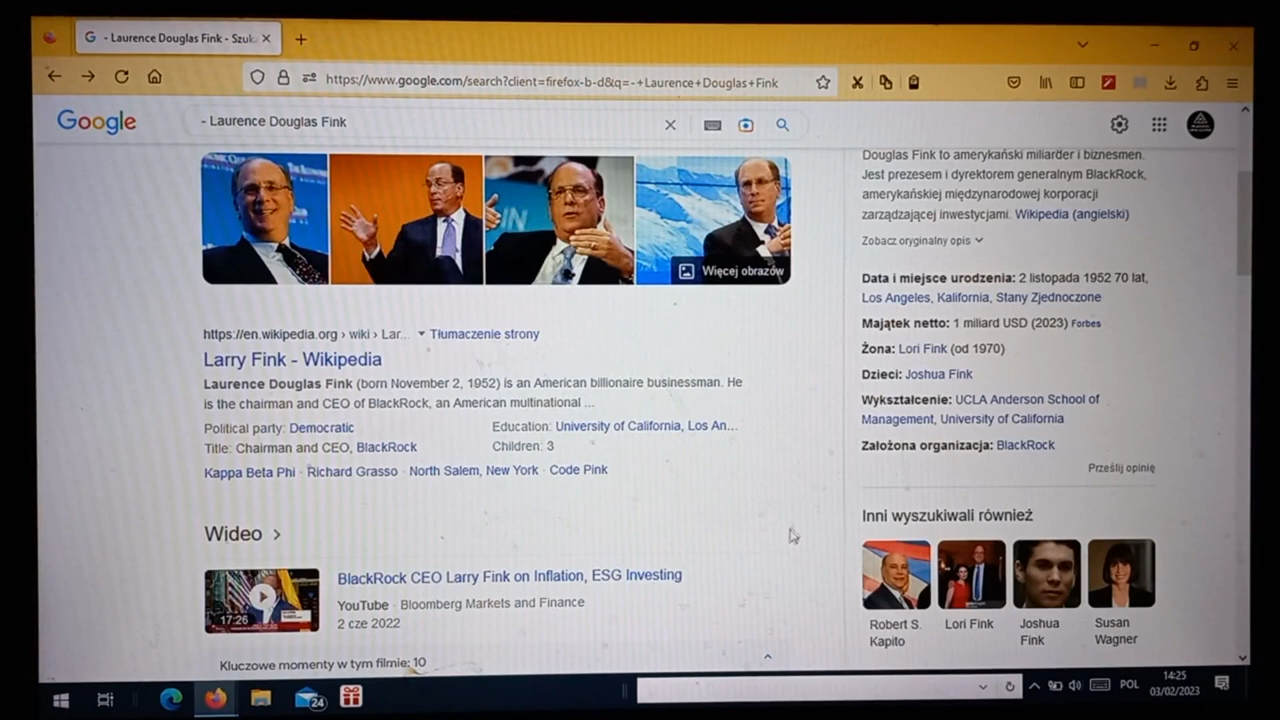 - Laurence Douglas Fink - Szuk
https://www.google.com/search?client=firefox-b-d&q=-+Laurence+Douglas+Fink
Google
- Laurence Douglas Fink
Więcej obrazów
https://en.wikipedia.org › wiki › Lar...
Tłumaczenie strony
Larry Fink - Wikipedia
Laurence Douglas Fink (born November 2, 1952) is an American billionaire businessman. He
is the chairman and CEO of BlackRock, an American multinational ...
Political party: Democratic
Education: University of California, Los An...
Title: Chairman and CEO, BlackRock
Children: 3
Kappa Beta Phi · Richard Grasso · North Salem, New York · Code Pink
Wideo
17:26
BlackRock CEO Larry Fink on Inflation, ESG Investing
YouTube · Bloomberg Markets and Finance
2 cze 2022
Kluczowe momenty w tym filmie: 10
Douglas Fink to amerykański miliarder i biznesmen.
Jest prezesem i dyrektorem generalnym BlackRock,
amerykańskiej międzynarodowej korporacji
zarządzającej inwestycjami. Wikipedia (angielski)
Zobacz oryginalny opis
Data i miejsce urodzenia: 2 listopada 1952 70 lat,
Los Angeles, Kalifornia, Stany Zjednoczone
Majątek netto: 1 miliard USD (2023) Forbes
Żona: Lori Fink (od 1970)
Dzieci: Joshua Fink
Wykształcenie: UCLA Anderson School of
Management, University of California
Założona organizacja: BlackRock
Prześlij opinię
Inni wyszukiwali również
Robert S.
Kapito
Lori Fink
Joshua
Fink
Susan
Wagner
24
POL
14:25
03/02/2023